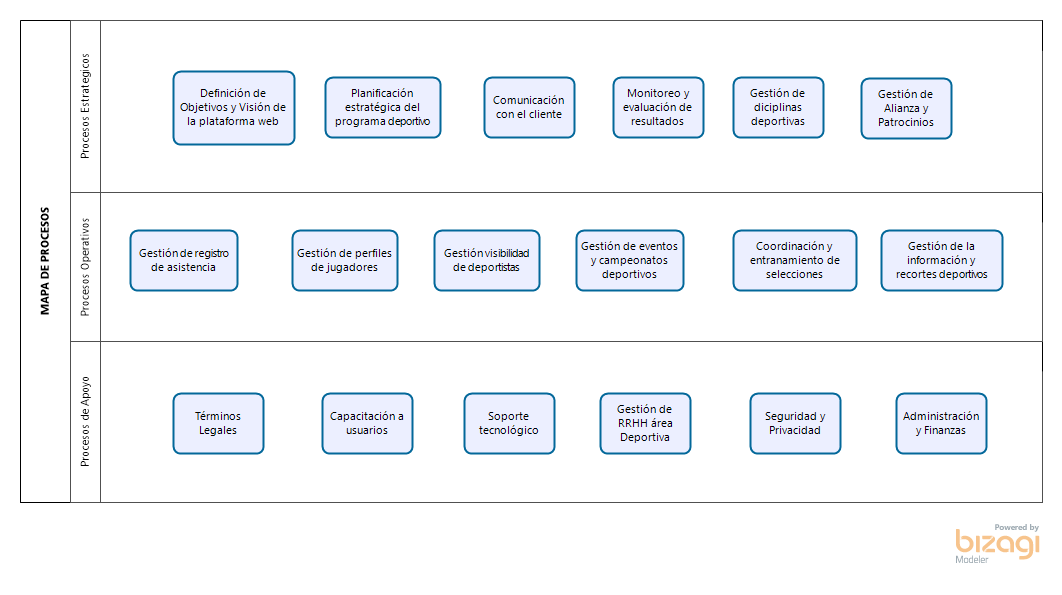 MAPA DE PROCESOS
Procesos Estrategicos
Definición de
Objetivos y Visión de
la plataforma web
Planificación
estratégica del
programa deportivo
Comunicación
con el cliente
Monitoreo y
evaluación de
resultados
Gestión de
diciplinas
deportivas
Gestión de
Alianza y
Patrocinios
Procesos Operativos
Gestión de registro
de asistencia
Gestión de perfiles
de jugadores
Gestión visibilidad
de deportistas
Gestión de eventos
y campeonatos
deportivos
Coordinación y
entranamiento de
selecciones
Gestión de la
información y
recortes deportivos
Procesos de Apoyo
Términos
Legales
Capacitación a
usuarios
Soporte
tecnológico
Gestión de
RRHH área
Deportiva
Seguridad y
Privacidad
Administración
y Finanzas
Powered by
bizagi
Modeler